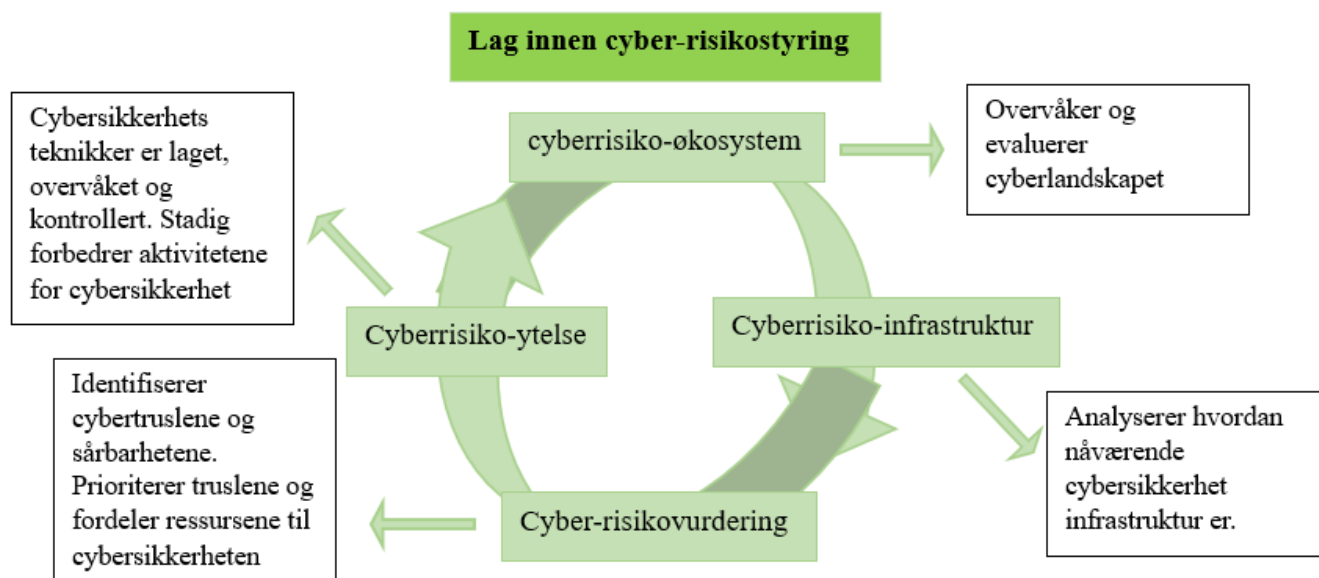 Lag innen cyber-risikostyring
Cybersikkerhets
teknikker er laget,
overvåket og
kontrollert. Stadig
forbedrer aktivitetene
for cybersikkerhet
cyberrisiko-økosystem
Overvåker og
evaluerer
cyberlandskapet
Cyberrisiko-ytelse
Cyberrisiko-infrastruktur
Identifiserer
cybertruslene og
sårbarhetene.
Prioriterer truslene og
fordeler ressursene til
cybersikkerheten
Cyber-risikovurdering
Analyserer hvordan
nåværende
cybersikkerhet
infrastruktur er.